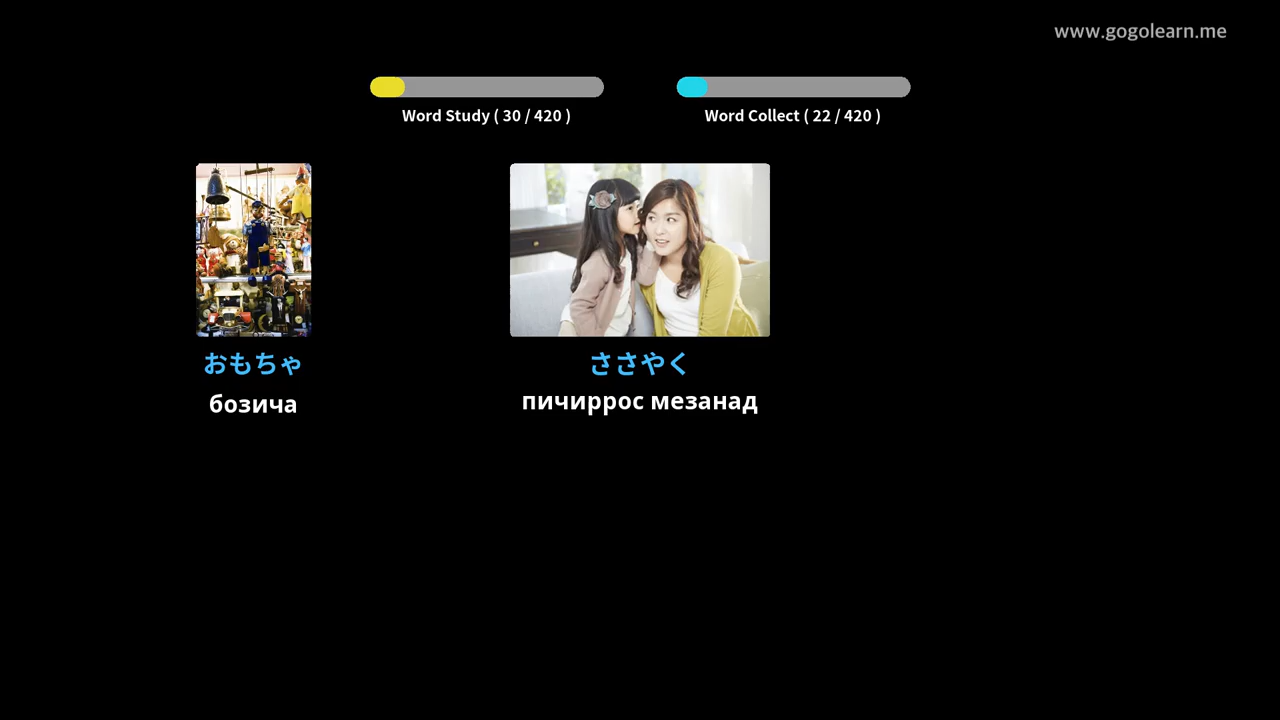 www.gogolearn.me
Word Study ( 30 / 420 )
Word Collect ( 22 / 420 )
おもちゃ
бозича
ささやく
пичиррос мезанад